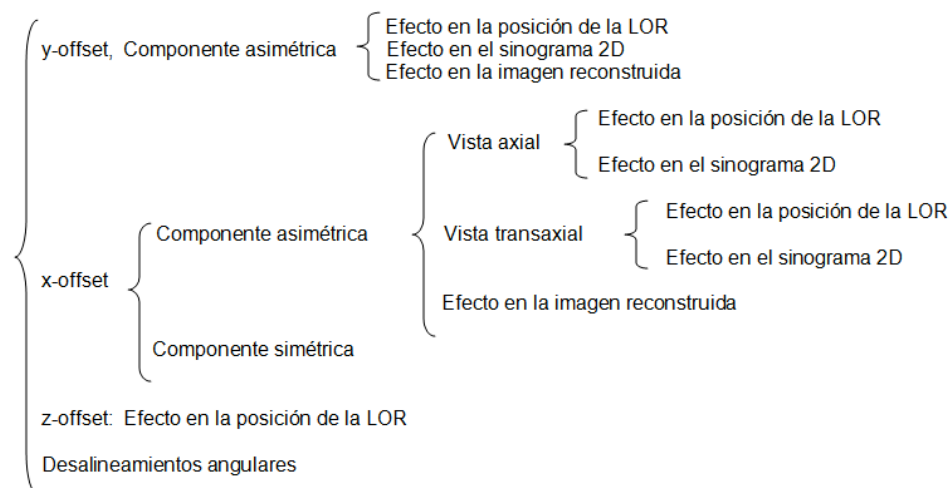 y-offset, Componente asimétrica
Efecto en la posición de la LOR
Efecto en el sinograma 2D
Efecto en la imagen reconstruida
x-offset
Componente asimétrica
Vista axial
Efecto en la posición de la LOR
Efecto en el sinograma 2D
Vista transaxial
Efecto en la posición de la LOR
Efecto en el sinograma 2D
Efecto en la imagen reconstruida
Componente simétrica
z-offset: Efecto en la posición de la LOR
Desalineamientos angulares